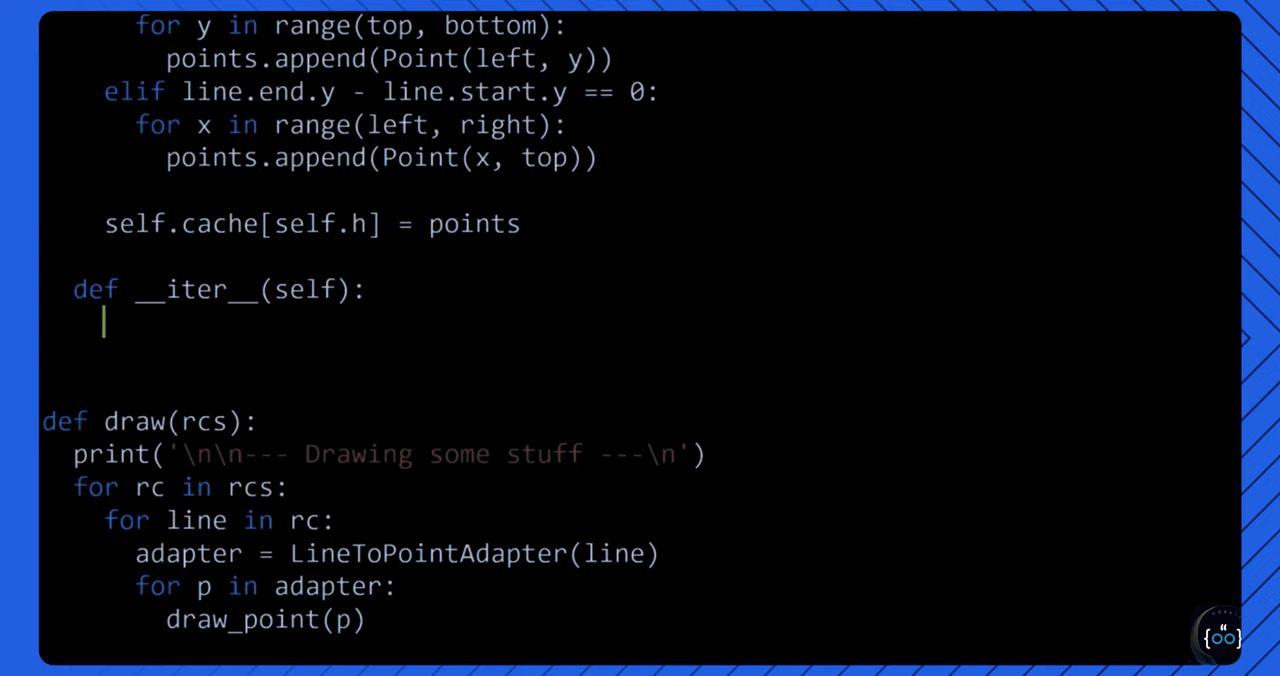 for y in range(top, bottom):
points.append(Point(left, y))
elif line.end.y - line.start.y == 0:
for x in range(left, right):
points.append(Point(x, top))
self.cache[self.h] = points
def __iter__(self):
def draw(rcs):
print('\n\n--- Drawing some stuff ---\n')
for rc in rcs:
for line in rc:
adapter = LineToPointAdapter(line)
for p in adapter:
draw_point(p)